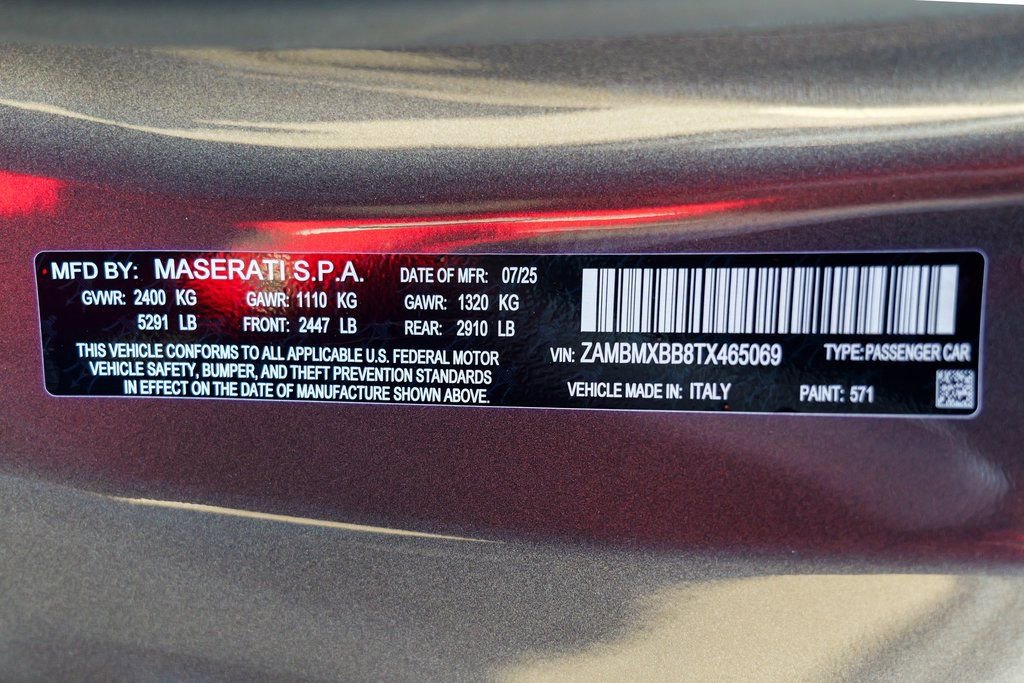 MFD BY: MASERATI S.P.A. DATE OF MFR: 07/25
GVWR: 2400 KG GAWR: 1110 KG GAWR: 1320 KG
5291 LB FRONT: 2447 LB REAR: 2910 LB
THIS VEHICLE CONFORMS TO ALL APPLICABLE U.S. FEDERAL MOTOR
VEHICLE SAFETY, BUMPER, AND THEFT PREVENTION STANDARDS
IN EFFECT ON THE DATE OF MANUFACTURE SHOWN ABOVE.
VIN: ZAMBMXBB8TX465069 TYPE: PASSENGER CAR
VEHICLE MADE IN: ITALY PAINT: 571